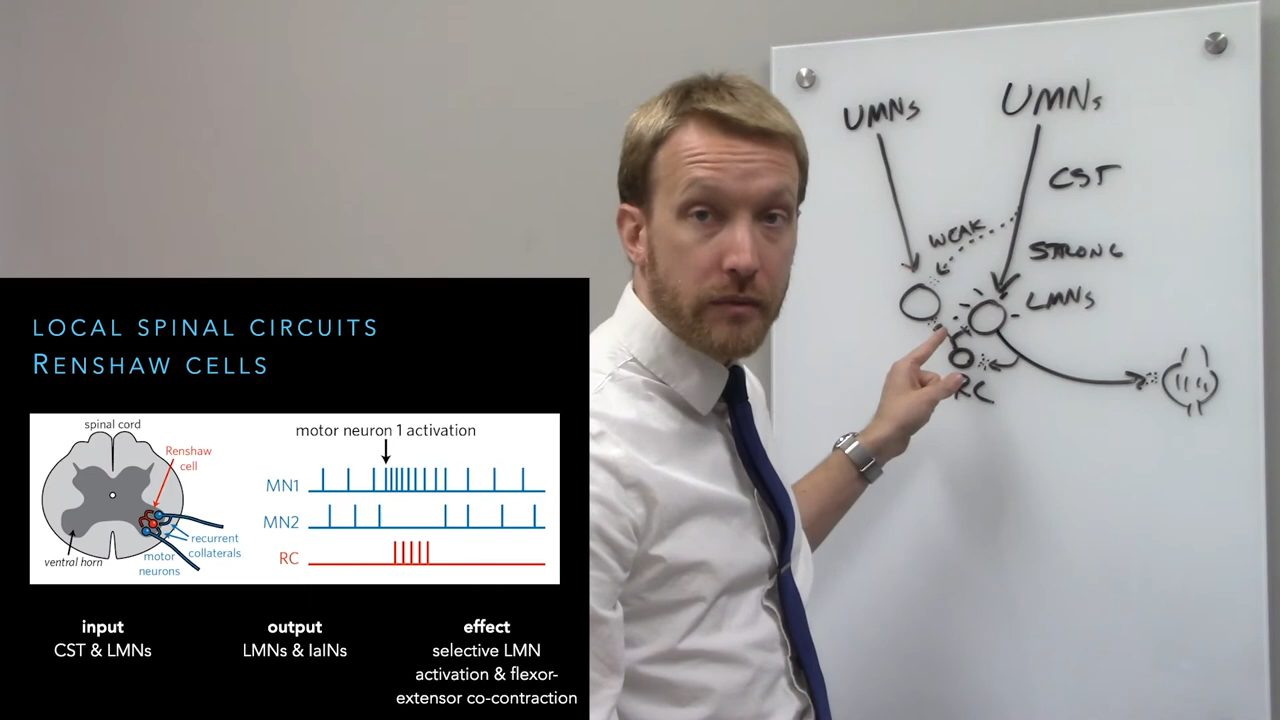 UMNs
UMNs
CST
WEAK
STRONG
LMNs
RC
LOCAL SPINAL CIRCUITS
RENSHAW CELLS
spinal cord
Renshaw
cell
recurrent
collaterals
motor
neurons
ventral horn
motor neuron 1 activation
MN1
MN2
RC
input
CST & LMNs
output
LMNs & IaINs
effect
selective LMN
activation & flexor-
extensor co-contraction